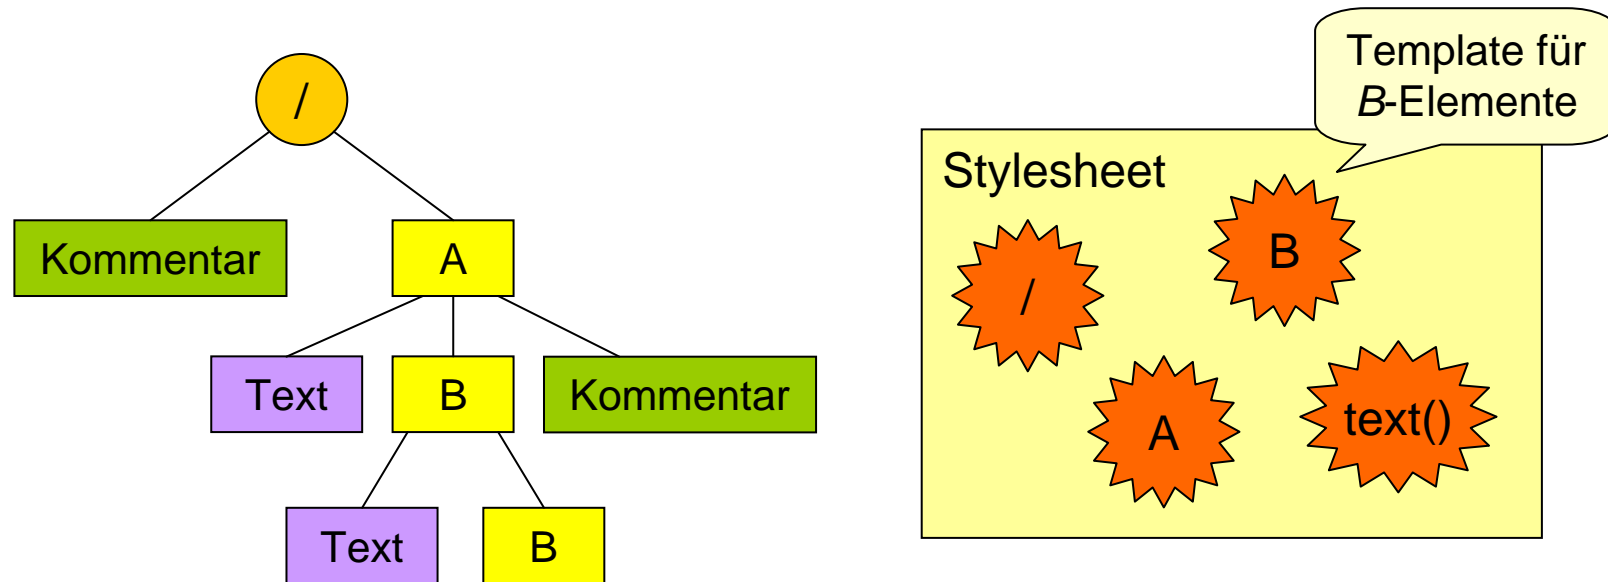 /
Kommentar
A
Text
B
Kommentar
Text
B
Template für
B-Elemente
Stylesheet
B
/
A
text()